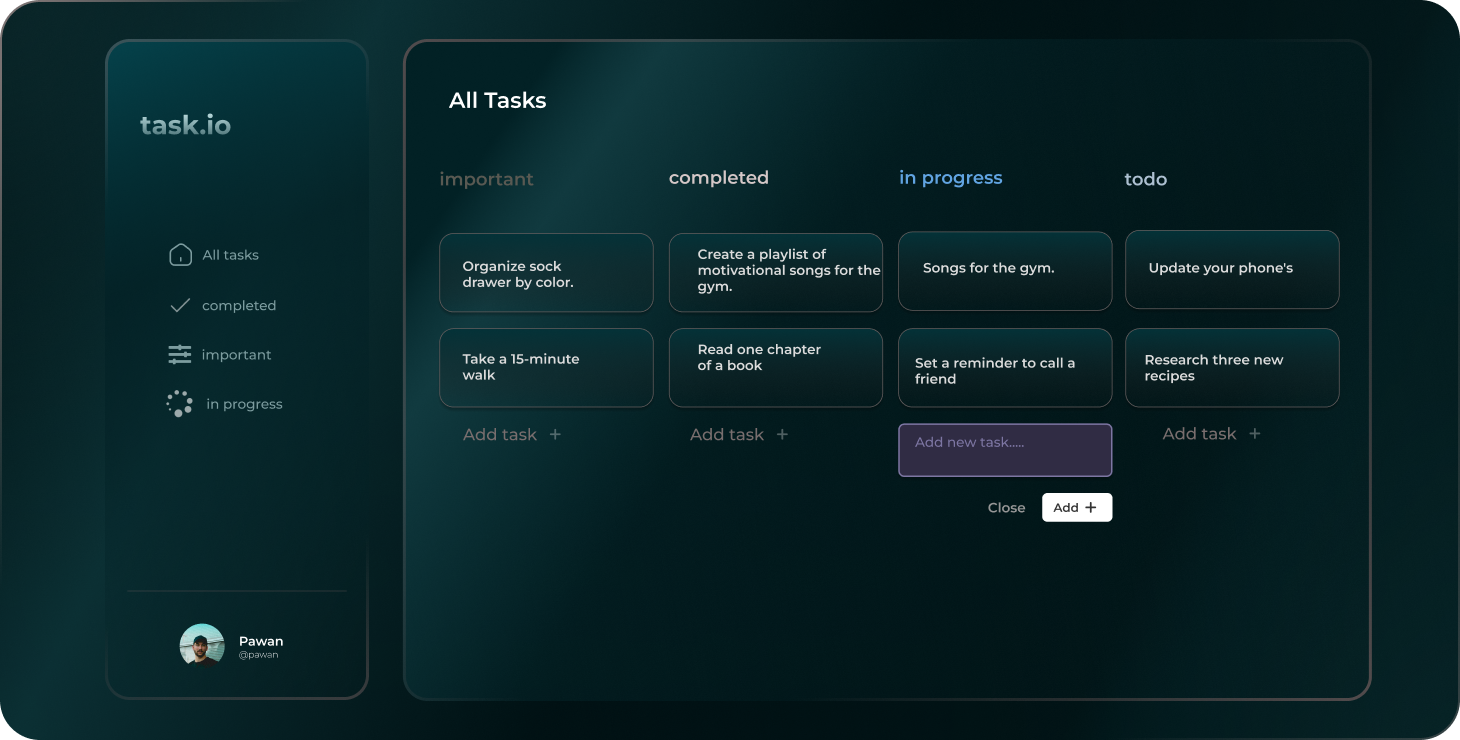 task.io
All tasks
completed
important
in progress
Pawan
@pawan
All Tasks
important
Organize sock
drawer by color.
Take a 15-minute
walk
Add task +
completed
Create a playlist of
motivational songs for the
gym.
Read one chapter
of a book
Add task +
in progress
Songs for the gym.
Set a reminder to call a
friend
Add new task.....
Close
Add +
todo
Update your phone's
Research three new
recipes
Add task +